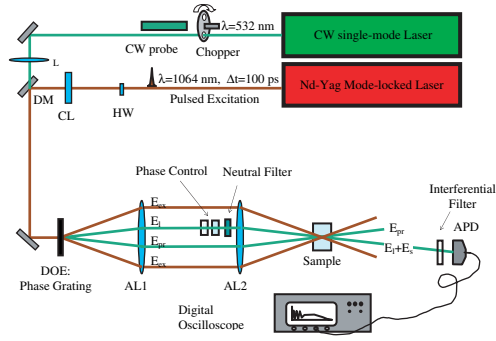 λ=532 nm
CW probe
Chopper
CW single-mode Laser
L
λ=1064 nm, Δt=100 ps
DM
CL
HW
Pulsed Excitation
Nd-Yag Mode-locked Laser
Phase Control
Neutral Filter
Interferential
Filter
APD
Eex
El
Epr
Eex
Epr
El+Es
DOE:
Phase Grating
AL1
AL2
Sample
Digital
Oscilloscope